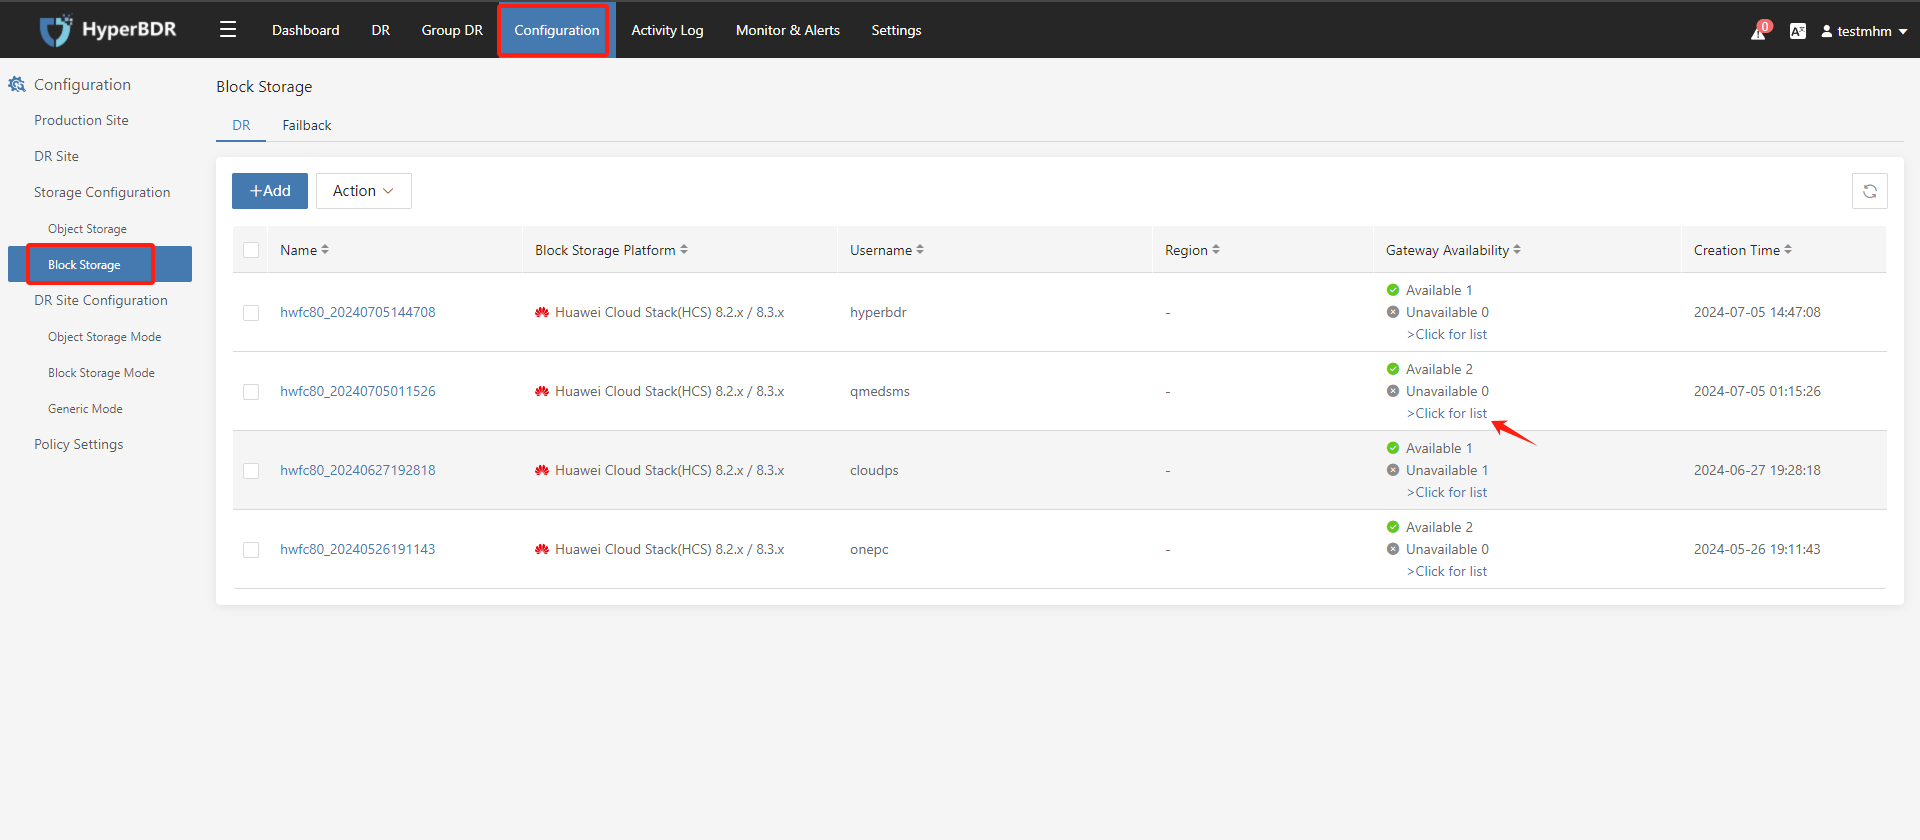 HyperBDR
Dashboard DR Group DR Configuration Activity Log Monitor & Alerts Settings 0 testmhm
Configuration
Production Site
DR Site
Storage Configuration
Object Storage
Block Storage
DR Site Configuration
Object Storage Mode
Block Storage Mode
Generic Mode
Policy Settings
Block Storage
DR Failback
+Add Action
Name Block Storage Platform Username Region Gateway Availability Creation Time
hwfc80_20240705144708 Huawei Cloud Stack(HCS) 8.2.x / 8.3.x hyperbdr - Available 1
Unavailable 0
>Click for list
2024-07-05 14:47:08
hwfc80_20240705011526 Huawei Cloud Stack(HCS) 8.2.x / 8.3.x qmedsms - Available 2
Unavailable 0
>Click for list
2024-07-05 01:15:26
hwfc80_20240627192818 Huawei Cloud Stack(HCS) 8.2.x / 8.3.x cloudps - Available 1
Unavailable 1
>Click for list
2024-06-27 19:28:18
hwfc80_20240526191143 Huawei Cloud Stack(HCS) 8.2.x / 8.3.x onepc - Available 2
Unavailable 0
>Click for list
2024-05-26 19:11:43